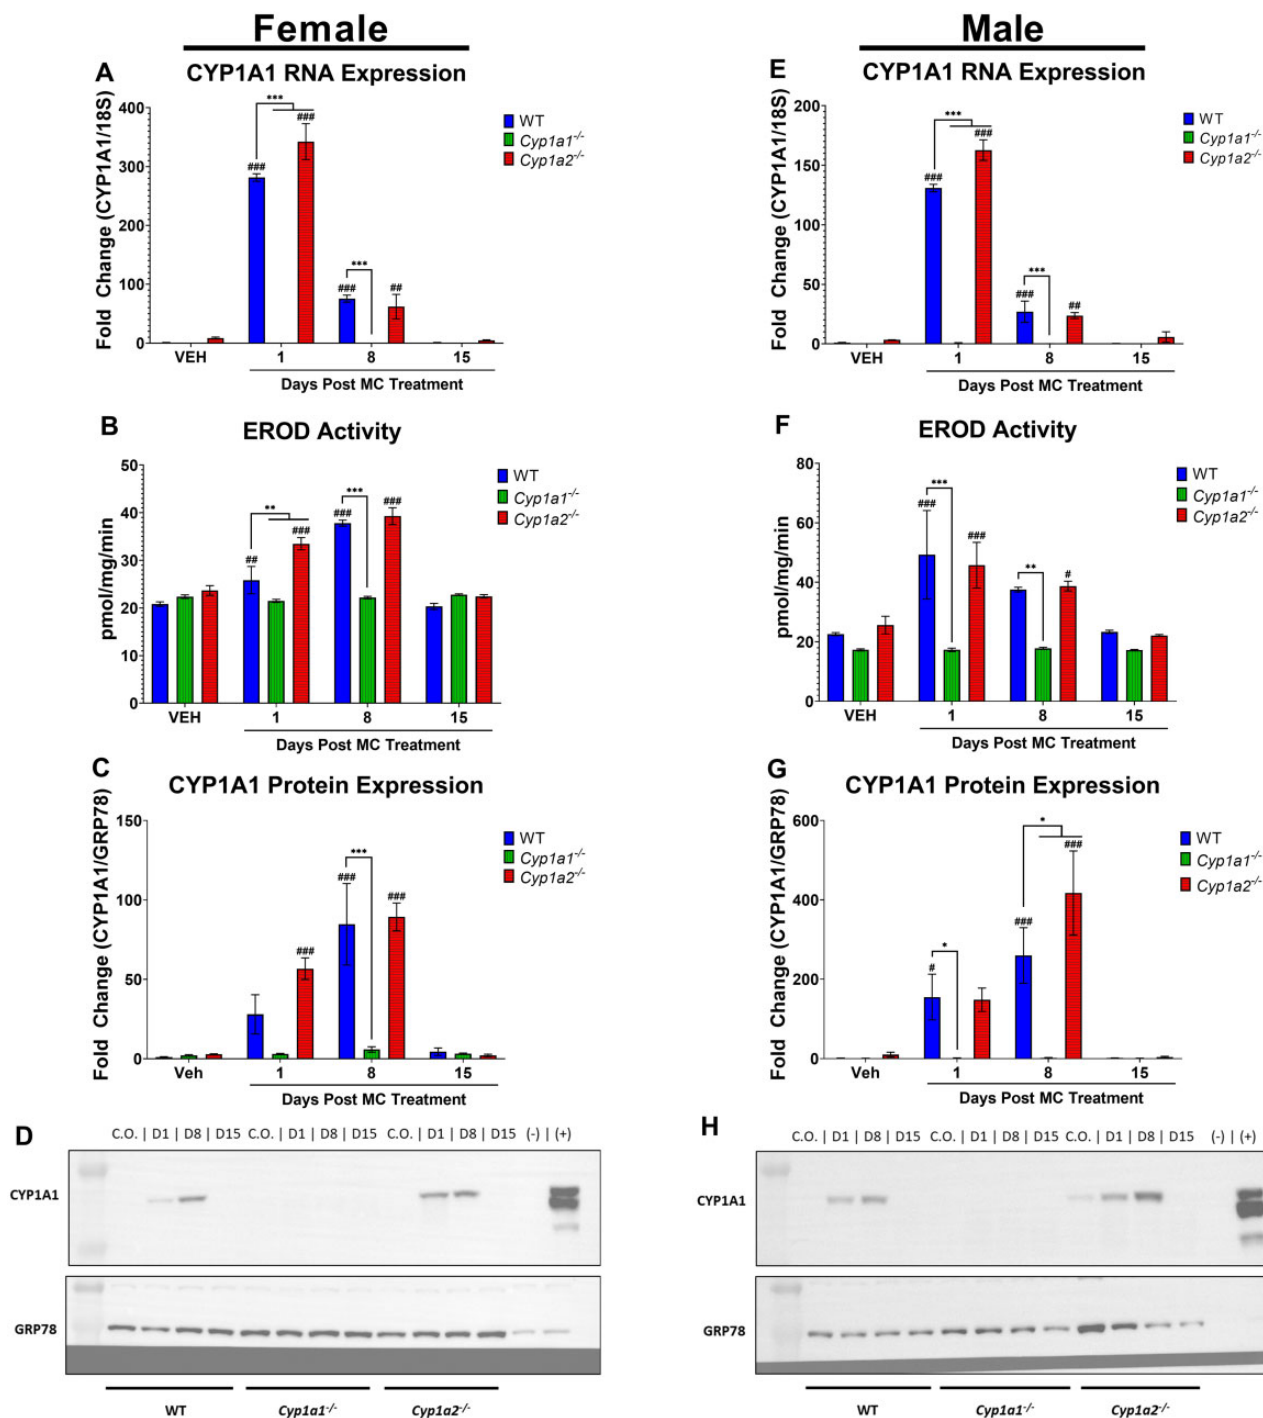 Female
A
CYP1A1 RNA Expression
Fold Change (CYP1A1/18S)
400
300
200
100
0
***
###
###
***
###
##
WT
Cyp1a1-/-
Cyp1a2-/-
VEH
1
8
15
Days Post MC Treatment
B
EROD Activity
pmol/mg/min
50
40
30
20
10
0
**
##
###
***
###
###
WT
Cyp1a1-/-
Cyp1a2-/-
VEH
1
8
15
Days Post MC Treatment
C
CYP1A1 Protein Expression
Fold Change (CYP1A1/GRP78)
150
100
50
0
###
***
###
###
WT
Cyp1a1-/-
Cyp1a2-/-
Veh
1
8
15
Days Post MC Treatment
D
C.O. | D1 | D8 | D15 C.O. | D1 | D8 | D15 C.O. | D1 | D8 | D15 (-) | (+)
CYP1A1
GRP78
WT
Cyp1a1-/-
Cyp1a2-/-
Male
E
CYP1A1 RNA Expression
Fold Change (CYP1A1/18S)
200
150
100
50
0
***
###
###
***
###
##
WT
Cyp1a1-/-
Cyp1a2-/-
VEH
1
8
15
Days Post MC Treatment
F
EROD Activity
pmol/mg/min
80
60
40
20
0
***
###
###
**
#
WT
Cyp1a1-/-
Cyp1a2-/-
VEH
1
8
15
Days Post MC Treatment
G
CYP1A1 Protein Expression
Fold Change (CYP1A1/GRP78)
600
400
200
0
#
*
*
###
###
WT
Cyp1a1-/-
Cyp1a2-/-
Veh
1
8
15
Days Post MC Treatment
H
C.O. | D1 | D8 | D15 C.O. | D1 | D8 | D15 C.O. | D1 | D8 | D15 (-) | (+)
CYP1A1
GRP78
WT
Cyp1a1-/-
Cyp1a2-/-